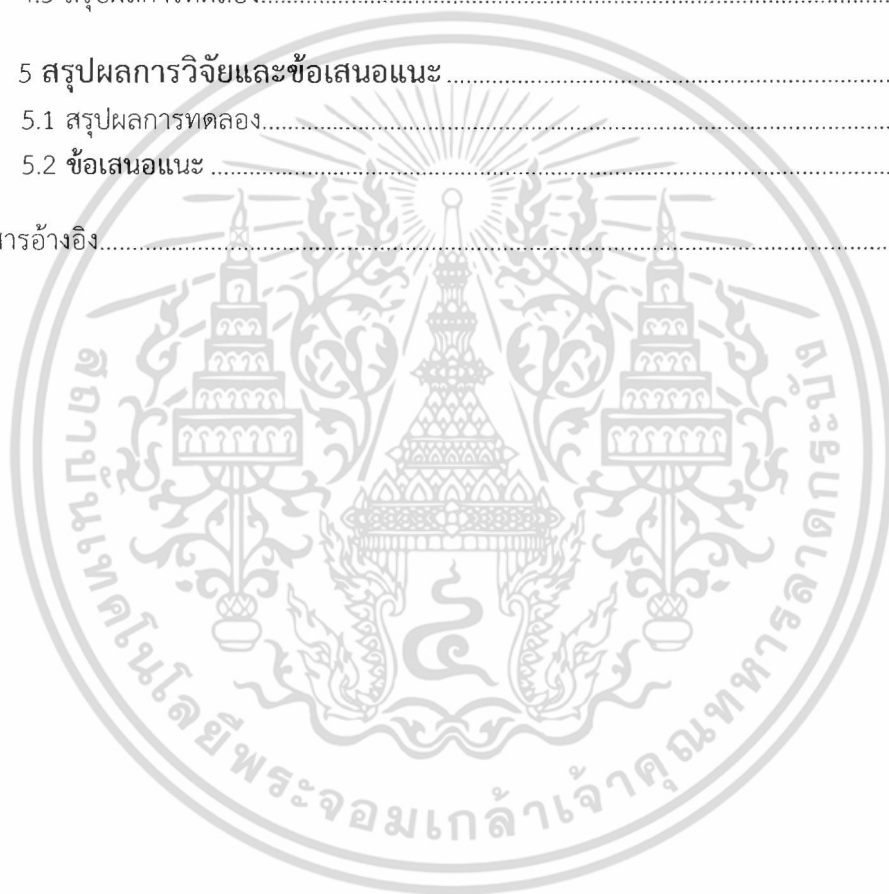 5 สรุปผลการวิจัยและข้อเสนอแนะ
5.1 สรุปผลการทดลอง
5.2 ข้อเสนอแนะ
สารอ้างอิง
สถาบันเทคโนโลยีพระจอมเกล้าเจ้าคุณทหารลาดกระบัง
๔